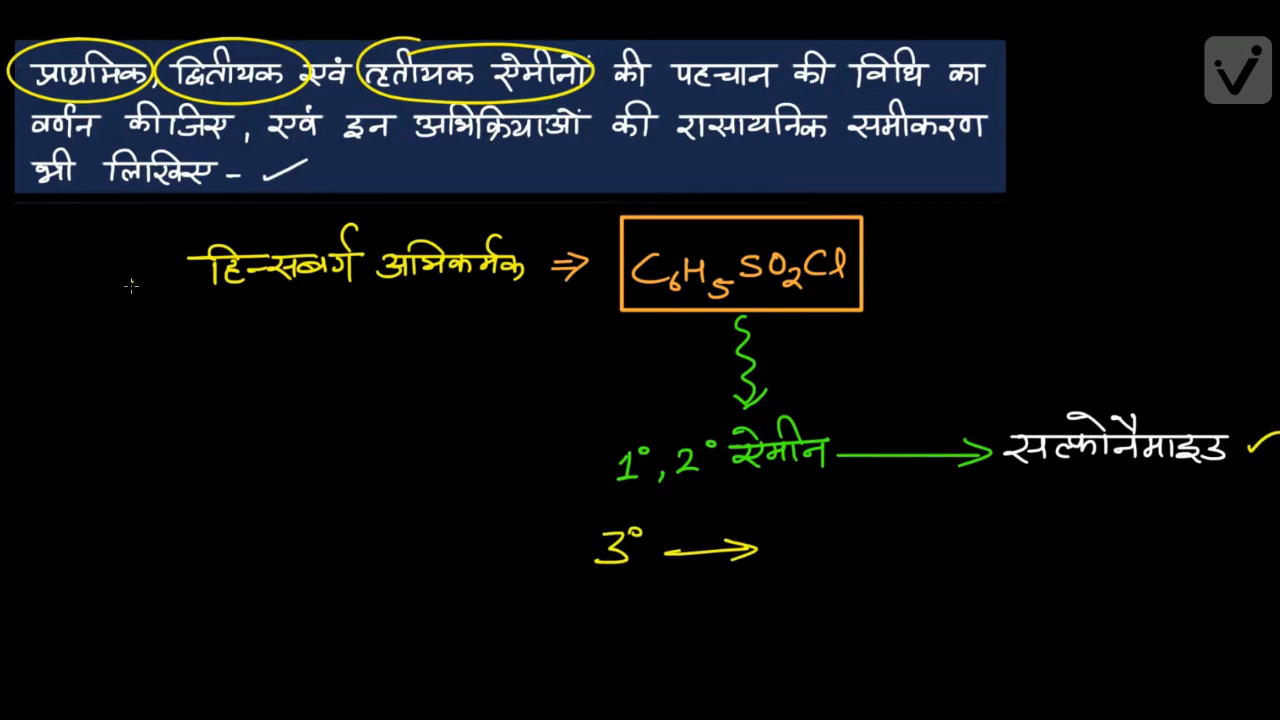 प्राथमिक, द्वितीयक एवं तृतीयक ऐमीनों की पहचान की विधि का
वर्णन कीजिए, एवं इन अभिक्रियाओं की रासायनिक समीकरण
भी लिखिए -
हिन्सबर्ग अभिकर्मक ⇒ C₆H₅SO₂Cl
1°, 2° ऐमीन ⟶ सल्फोनैमाइड
3° ⟶